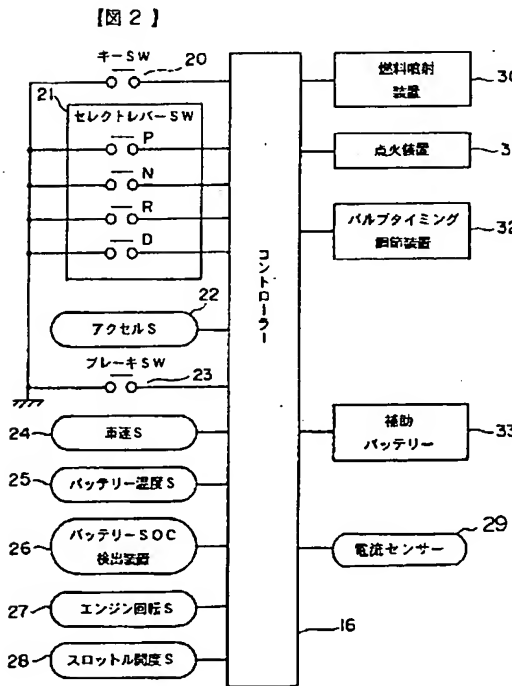 【図2】
キーSW
20
21
セレクトレバーSW
P
N
R
D
22
アクセルS
ブレーキSW
23
24
車速S
25
バッテリー温度S
26
バッテリーSOC
検出装置
27
エンジン回転S
28
スロットル開度S
コントローラー
16
燃料噴射
装置
30
点火装置
バルブタイミング
調節装置
32
補助
バッテリー
33
電流センサー
29